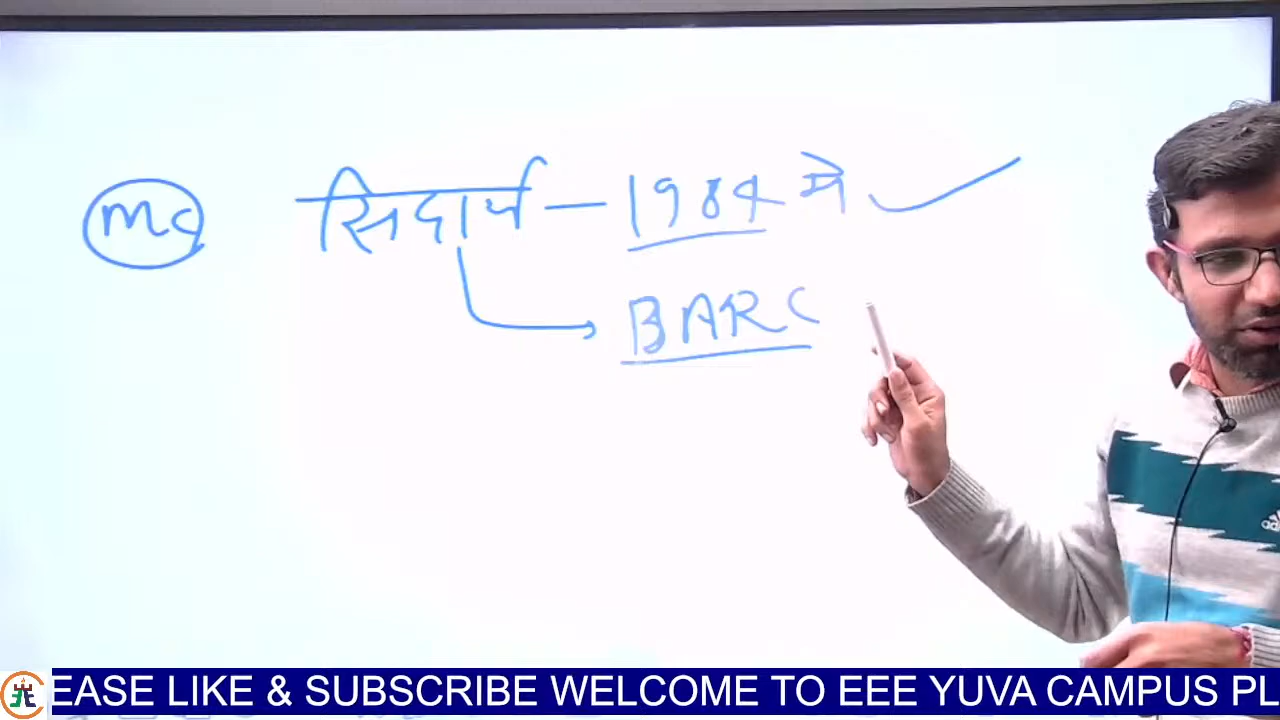 mc सिदार्थ — 1984 मे
BARC
EASE LIKE & SUBSCRIBE WELCOME TO EEE YUVA CAMPUS PL